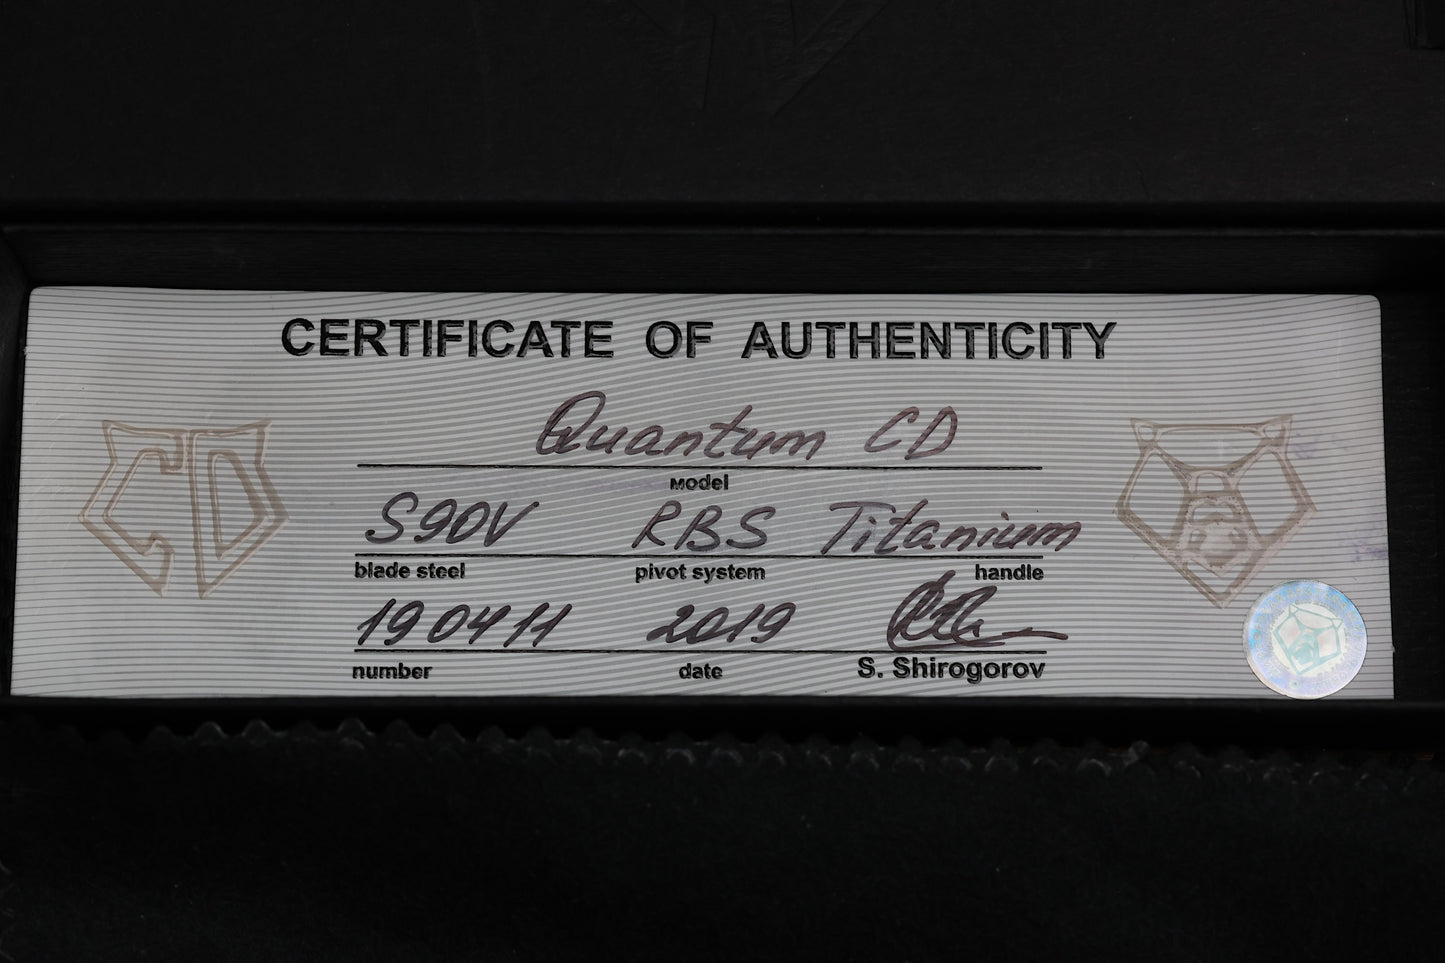 CERTIFICATE OF AUTHENTICITY
Quantum CD
model
S90V RBS Titanium
blade steel pivot system handle
190411 2019
number date S. Shirogorov